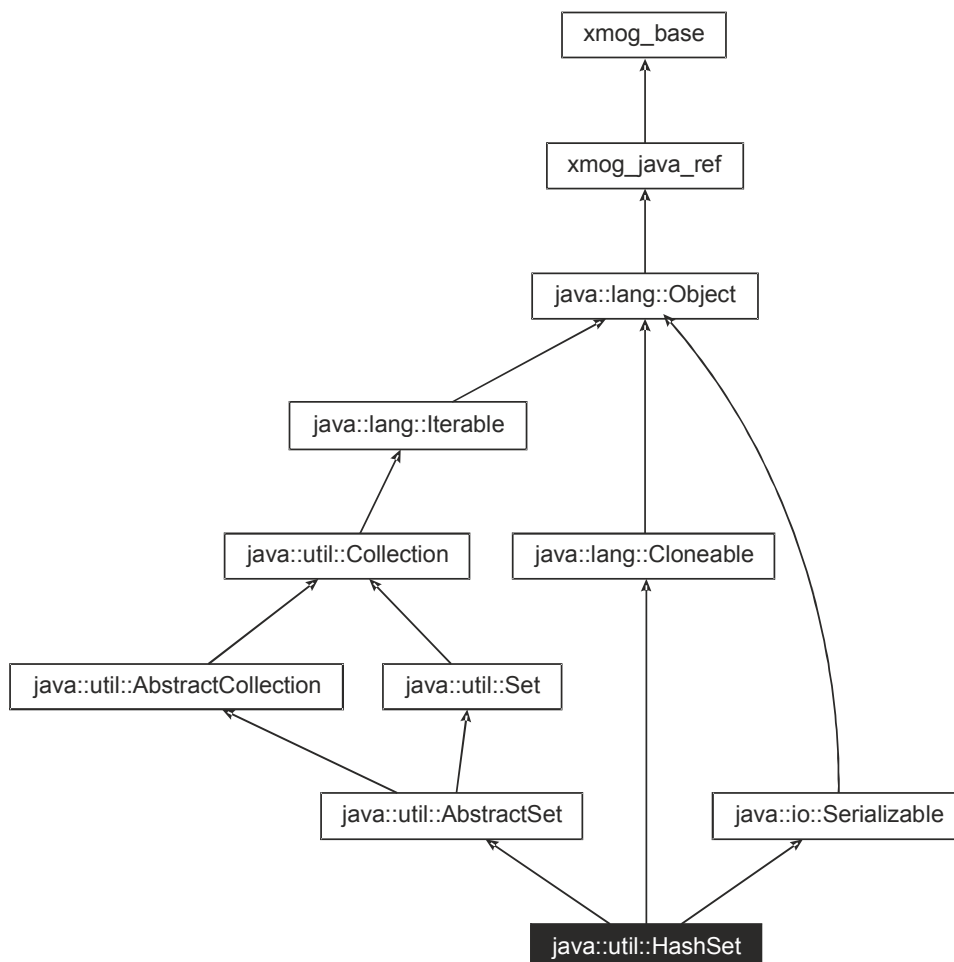 xmog_base
xmog_java_ref
java::lang::Object
java::lang::Iterable
java::util::Collection
java::lang::Cloneable
java::util::AbstractCollection
java::util::Set
java::util::AbstractSet
java::io::Serializable
java::util::HashSet